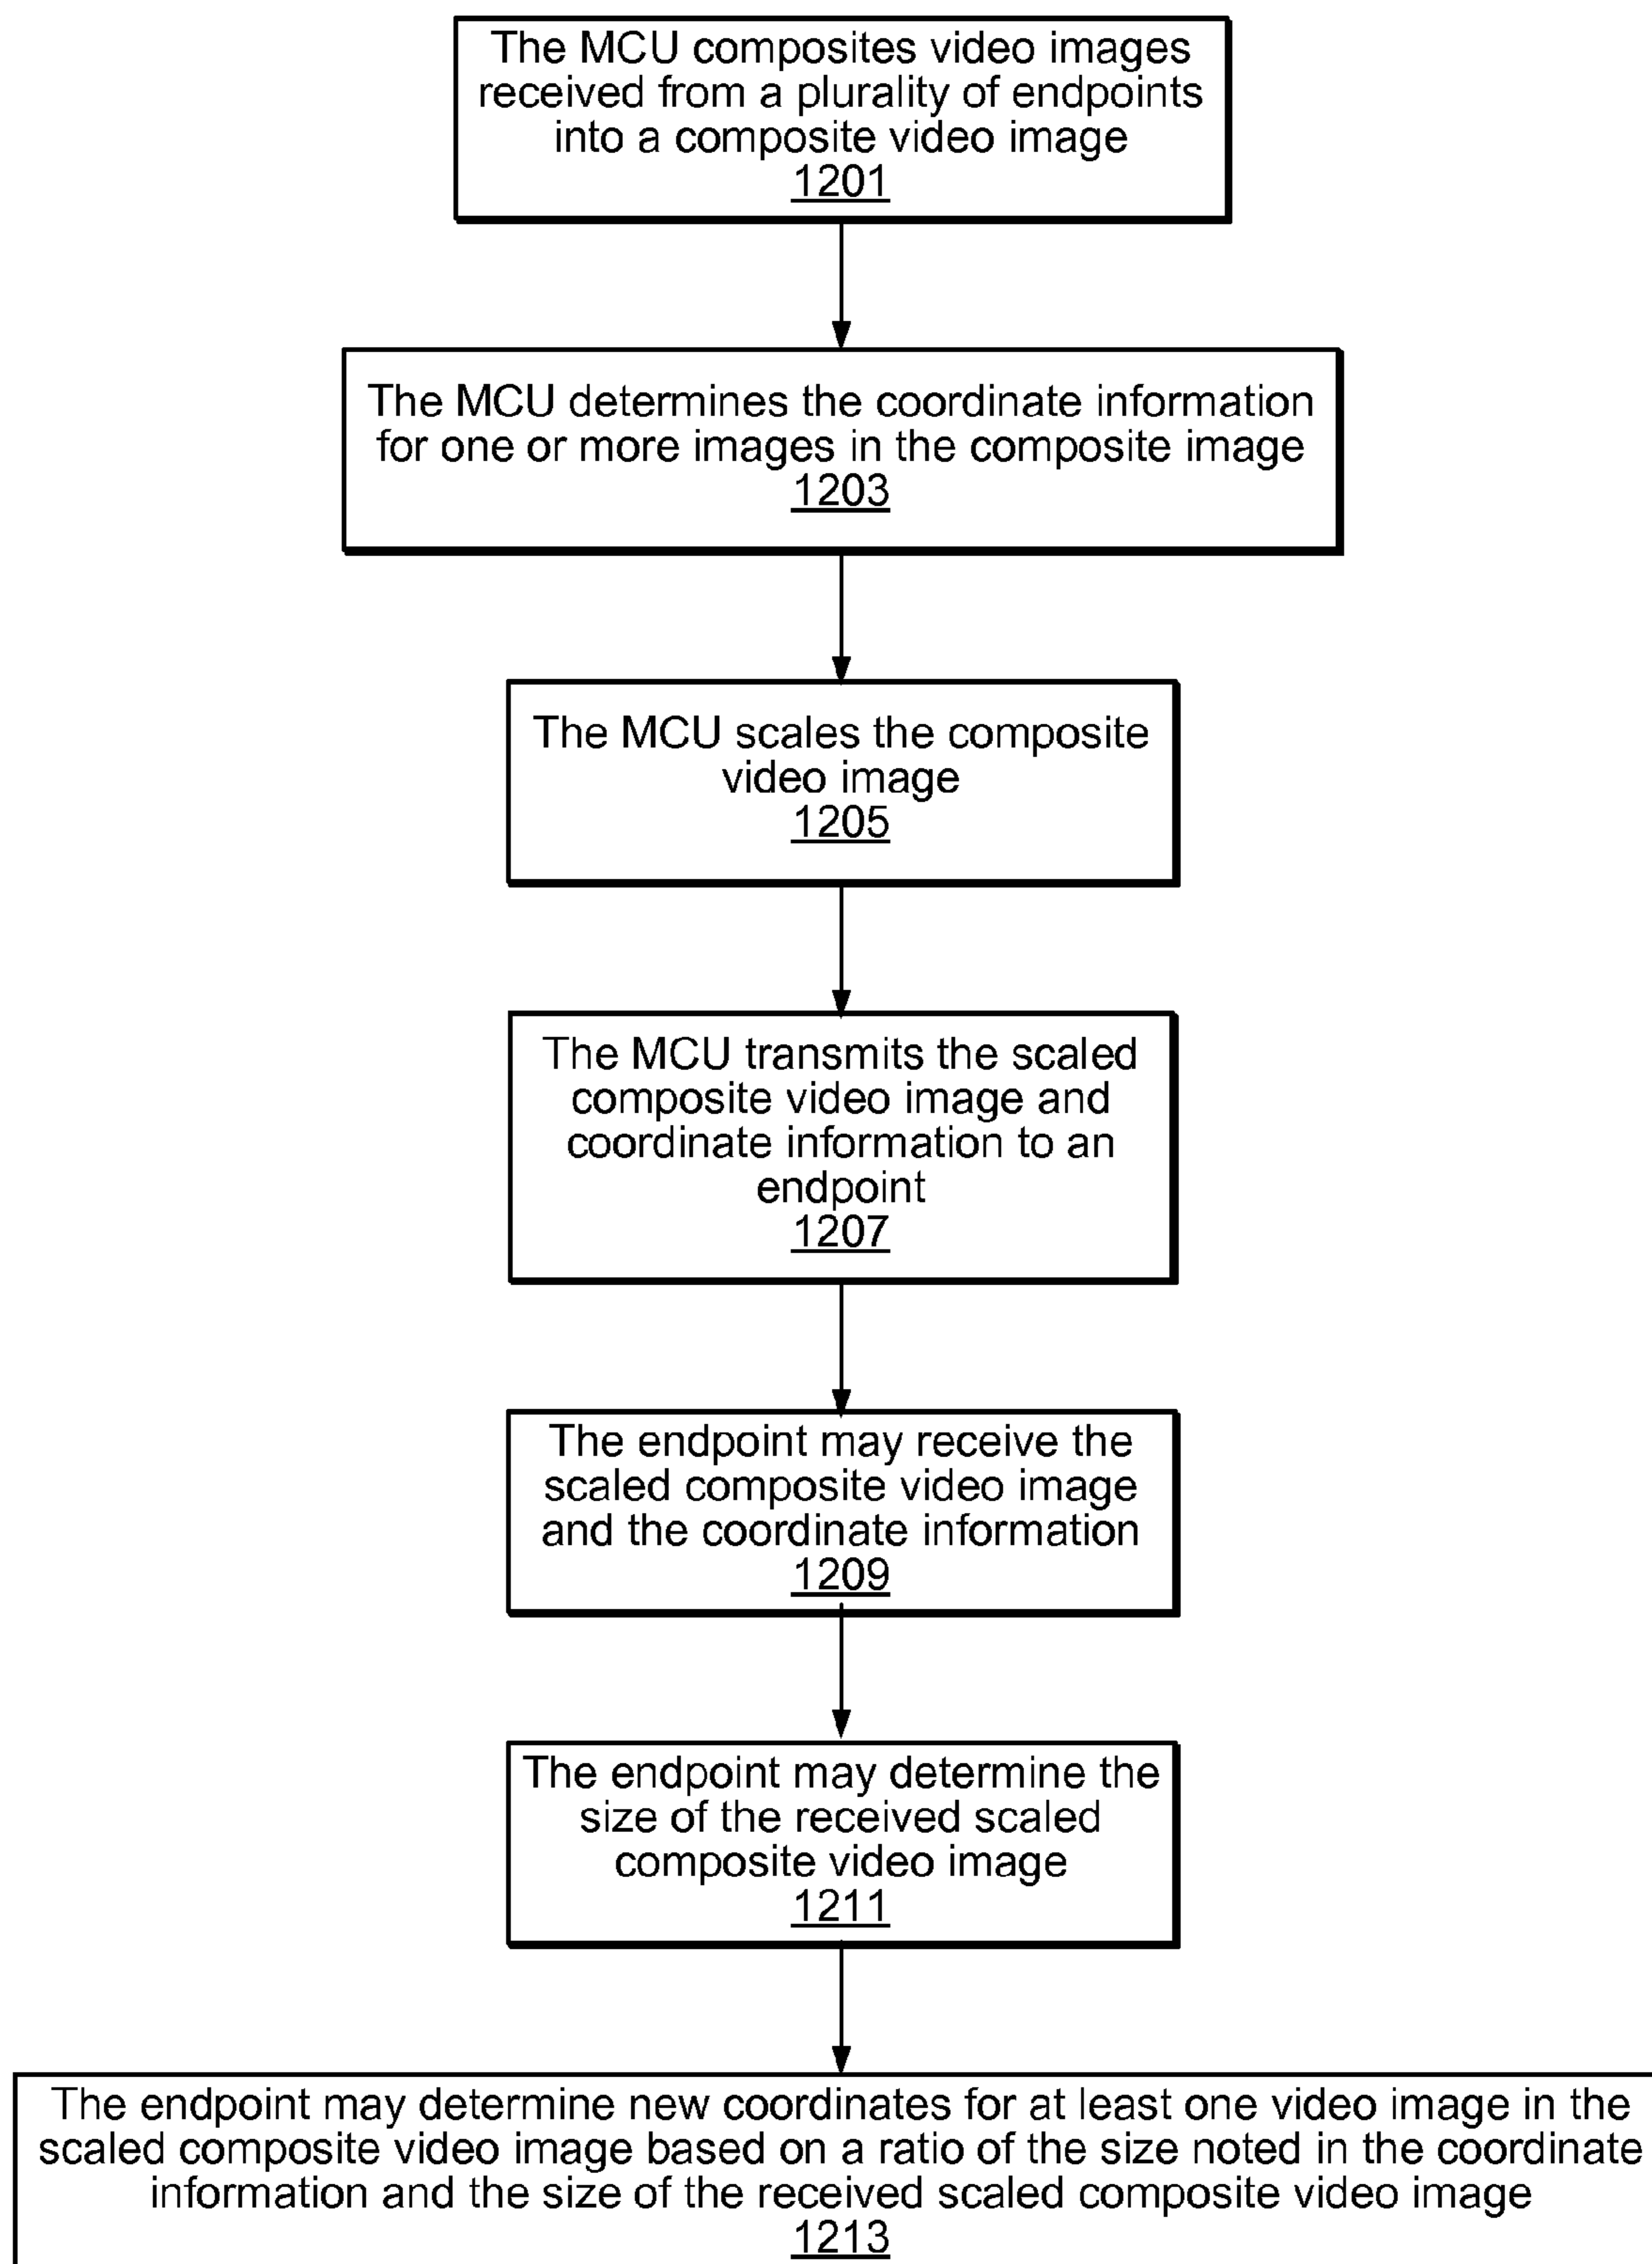 The MCU composites video images
received from a plurality of endpoints
into a composite video image
1201
The MCU determines the coordinate information
for one or more images in the composite image
1203
The MCU scales the composite
video image
1205
The MCU transmits the scaled
composite video image and
coordinate information to an
endpoint
1207
The endpoint may receive the
scaled composite video image
and the coordinate information
1209
The endpoint may determine the
size of the received scaled
composite video image
1211
The endpoint may determine new coordinates for at least one video image in the
scaled composite video image based on a ratio of the size noted in the coordinate
information and the size of the received scaled composite video image
1213